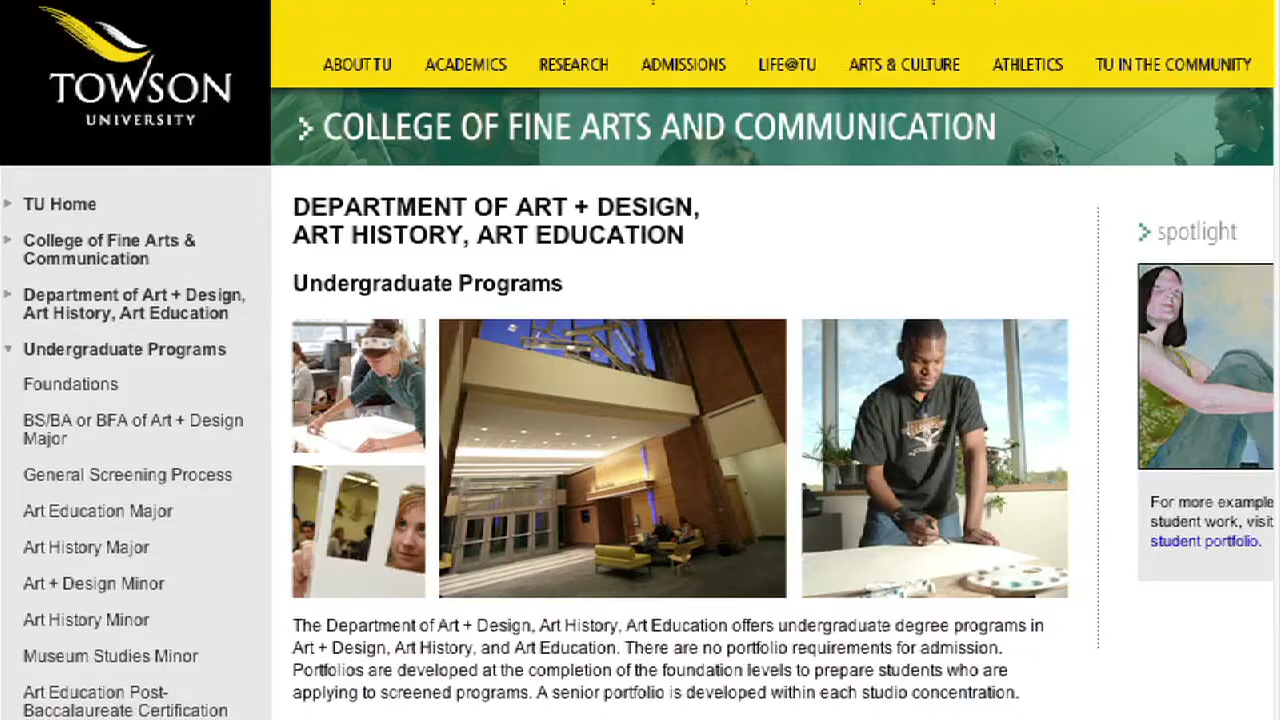 TOWSON
UNIVERSITY
ABOUT TU
ACADEMICS
RESEARCH
ADMISSIONS
LIFE@TU
ARTS & CULTURE
ATHLETICS
TU IN THE COMMUNITY
COLLEGE OF FINE ARTS AND COMMUNICATION
TU Home
College of Fine Arts &
Communication
Department of Art + Design,
Art History, Art Education
Undergraduate Programs
Foundations
BS/BA or BFA of Art + Design
Major
General Screening Process
Art Education Major
Art History Major
Art + Design Minor
Art History Minor
Museum Studies Minor
Art Education Post-
Baccalaureate Certification
DEPARTMENT OF ART + DESIGN,
ART HISTORY, ART EDUCATION
Undergraduate Programs
The Department of Art + Design, Art History, Art Education offers undergraduate degree programs in
Art + Design, Art History, and Art Education. There are no portfolio requirements for admission.
Portfolios are developed at the completion of the foundation levels to prepare students who are
applying to screened programs. A senior portfolio is developed within each studio concentration.
spotlight
For more example
student work, visit
student portfolio.